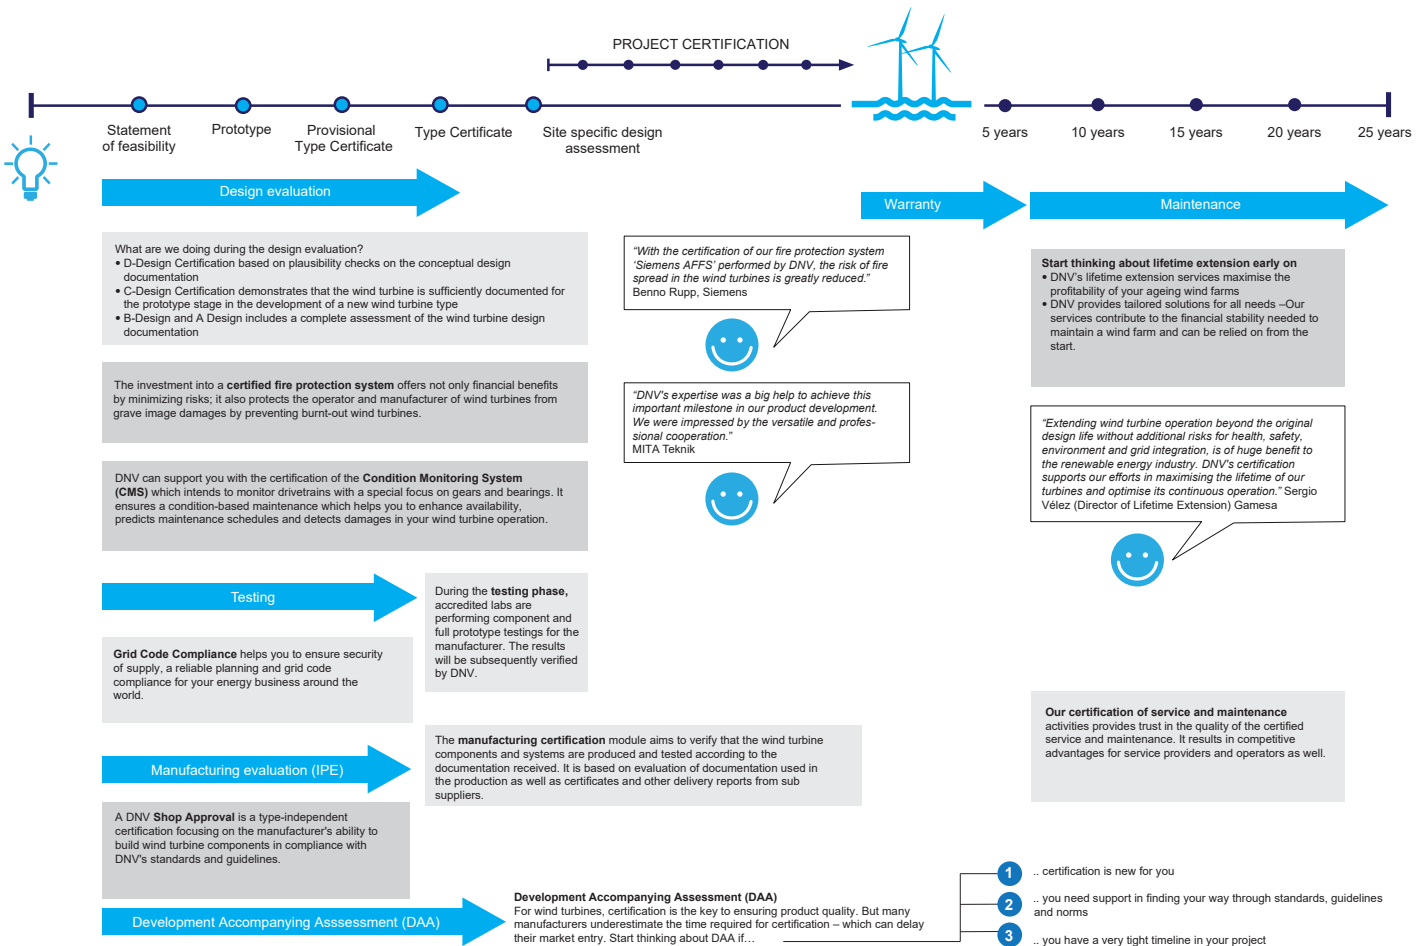 PROJECT CERTIFICATION
Statement
of feasibility
Prototype
Provisional
Type Certificate
Type Certificate
Site specific design
assessment
5 years
10 years
15 years
20 years
25 years
Design evaluation
Warranty
Maintenance
What are we doing during the design evaluation?
• D-Design Certification based on plausibility checks on the conceptual design
documentation
• C-Design Certification demonstrates that the wind turbine is sufficiently documented for
the prototype stage in the development of a new wind turbine type
• B-Design and A Design includes a complete assessment of the wind turbine design
documentation
The investment into a certified fire protection system offers not only financial benefits
by minimizing risks; it also protects the operator and manufacturer of wind turbines from
grave image damages by preventing burnt-out wind turbines.
DNV can support you with the certification of the Condition Monitoring System
(CMS) which intends to monitor drivetrains with a special focus on gears and bearings. It
ensures a condition-based maintenance which helps you to enhance availability,
predicts maintenance schedules and detects damages in your wind turbine operation.
“With the certification of our fire protection system
‘Siemens AFFS’ performed by DNV, the risk of fire
spread in the wind turbines is greatly reduced.”
Benno Rupp, Siemens
“DNV's expertise was a big help to achieve this
important milestone in our product development.
We were impressed by the versatile and profes-
sional cooperation.”
MITA Teknik
Start thinking about lifetime extension early on
• DNV’s lifetime extension services maximise the
profitability of your ageing wind farms
• DNV provides tailored solutions for all needs –Our
services contribute to the financial stability needed to
maintain a wind farm and can be relied on from the
start.
“Extending wind turbine operation beyond the original
design life without additional risks for health, safety,
environment and grid integration, is of huge benefit to
the renewable energy industry. DNV's certification
supports our efforts in maximising the lifetime of our
turbines and optimise its continuous operation.” Sergio
Vélez (Director of Lifetime Extension) Gamesa
Testing
During the testing phase,
accredited labs are
performing component and
full prototype testings for the
manufacturer. The results
will be subsequently verified
by DNV.
Grid Code Compliance helps you to ensure security
of supply, a reliable planning and grid code
compliance for your energy business around the
world.
Our certification of service and maintenance
activities provides trust in the quality of the certified
service and maintenance. It results in competitive
advantages for service providers and operators as well.
Manufacturing evaluation (IPE)
The manufacturing certification module aims to verify that the wind turbine
components and systems are produced and tested according to the
documentation received. It is based on evaluation of documentation used in
the production as well as certificates and other delivery reports from sub
suppliers.
A DNV Shop Approval is a type-independent
certification focusing on the manufacturer's ability to
build wind turbine components in compliance with
DNV's standards and guidelines.
Development Accompanying Asssessment (DAA)
Development Accompanying Assessment (DAA)
For wind turbines, certification is the key to ensuring product quality. But many
manufacturers underestimate the time required for certification – which can delay
their market entry. Start thinking about DAA if…
1 .. certification is new for you
2 .. you need support in finding your way through standards, guidelines
and norms
3 .. you have a very tight timeline in your project